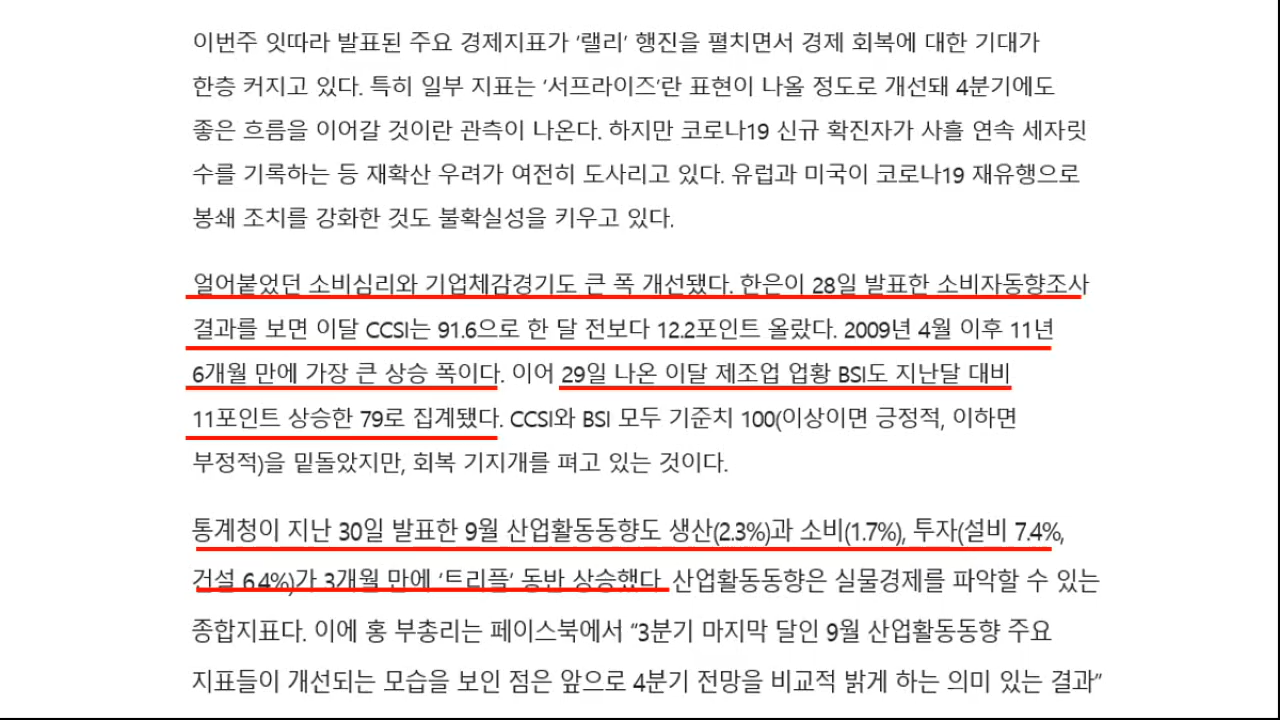 이번주 잇따라 발표된 주요 경제지표가 ‘랠리’ 행진을 펼치면서 경제 회복에 대한 기대가
한층 커지고 있다. 특히 일부 지표는 ‘서프라이즈’란 표현이 나올 정도로 개선돼 4분기에도
좋은 흐름을 이어갈 것이란 관측이 나온다. 하지만 코로나19 신규 확진자가 사흘 연속 세자릿
수를 기록하는 등 재확산 우려가 여전히 도사리고 있다. 유럽과 미국이 코로나19 재유행으로
봉쇄 조치를 강화한 것도 불확실성을 키우고 있다.
얼어붙었던 소비심리와 기업체감경기도 큰 폭 개선됐다. 한은이 28일 발표한 소비자동향조사
결과를 보면 이달 CCSI는 91.6으로 한 달 전보다 12.2포인트 올랐다. 2009년 4월 이후 11년
6개월 만에 가장 큰 상승 폭이다. 이어 29일 나온 이달 제조업 업황 BSI도 지난달 대비
11포인트 상승한 79로 집계됐다. CCSI와 BSI 모두 기준치 100(이상이면 긍정적, 이하면
부정적)을 밑돌았지만, 회복 기지개를 펴고 있는 것이다.
통계청이 지난 30일 발표한 9월 산업활동동향도 생산(2.3%)과 소비(1.7%), 투자(설비 7.4%,
건설 6.4%)가 3개월 만에 ‘트리플’ 동반 상승했다. 산업활동동향은 실물경제를 파악할 수 있는
종합지표다. 이에 홍 부총리는 페이스북에서 “3분기 마지막 달인 9월 산업활동동향 주요
지표들이 개선되는 모습을 보인 점은 앞으로 4분기 전망을 비교적 밝게 하는 의미 있는 결과”